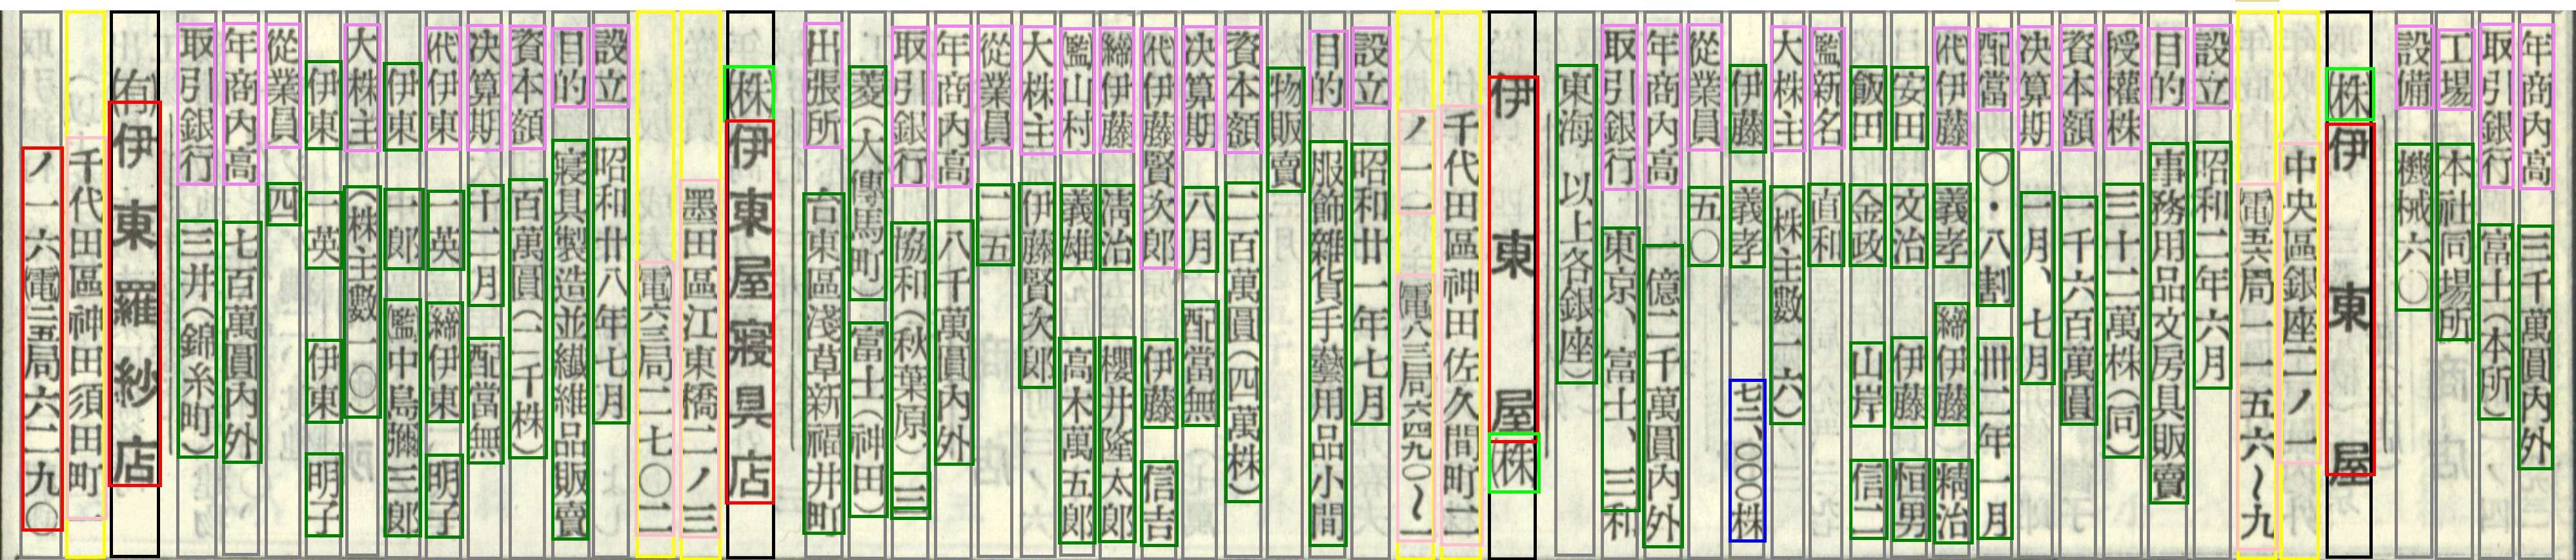 年商内高 三千萬圓内外
取引銀行 富士(本所)
工場 本社同場所
設備 機械六〇
㈱伊東屋
中央區銀座二ノ一
電五六局一一五六〜九
設立 昭和二年六月
目的 事務用品文房具販賣
授權株 三十二萬株(同)
資本額 一千六百萬圓
決算期 一月、七月
配當 〇・八割 卅二年一月
代伊藤 義孝 締伊藤 精治
安田 文治 伊藤 恒男
飯田 金政 山岸 信二
監新名 直和
大株主 (株主數一六)
伊藤 義孝 七二、〇〇〇株
從業員 五〇
年商内高 一億二千萬圓内外
取引銀行 東京、富士、三和
東海 以上各銀座)
伊東屋㈱
千代田區神田佐久間町二
ノ一一 電八三局六四九〇〜一
設立 昭和廿一年七月
目的 服飾雜貨手藝用品小間
物販賣
資本額 二百萬圓(四萬株)
決算期 八月 配當無
代伊藤賢次郎 伊藤 信吉
締伊藤 淸治 櫻井隆太郎
監山村 義雄 高木萬五郎
大株主 伊藤賢次郎
從業員 二五
年商内高 八千萬圓内外
取引銀行 協和(秋葉原)三
菱(大傳馬町)富士(神田)
出張所 台東區淺草新福井町
㈱伊東屋寢具店
墨田區江東橋二ノ三
電六三局二一七〇二
設立 昭和廿八年七月
目的 寢具製造並纎維品販賣
資本額 百萬圓(二千株)
決算期 十二月 配當無
代伊東 一英 締伊東 明子
伊東 十郎 監中島彌三郎
大株主 (株主數一〇)
伊東 一英 伊東 明子
從業員 四
年商内高 七百萬圓内外
取引銀行 三井(錦糸町)
㈲伊東羅紗店
千代田區神田須田町一
ノ一六電二五局六二九〇